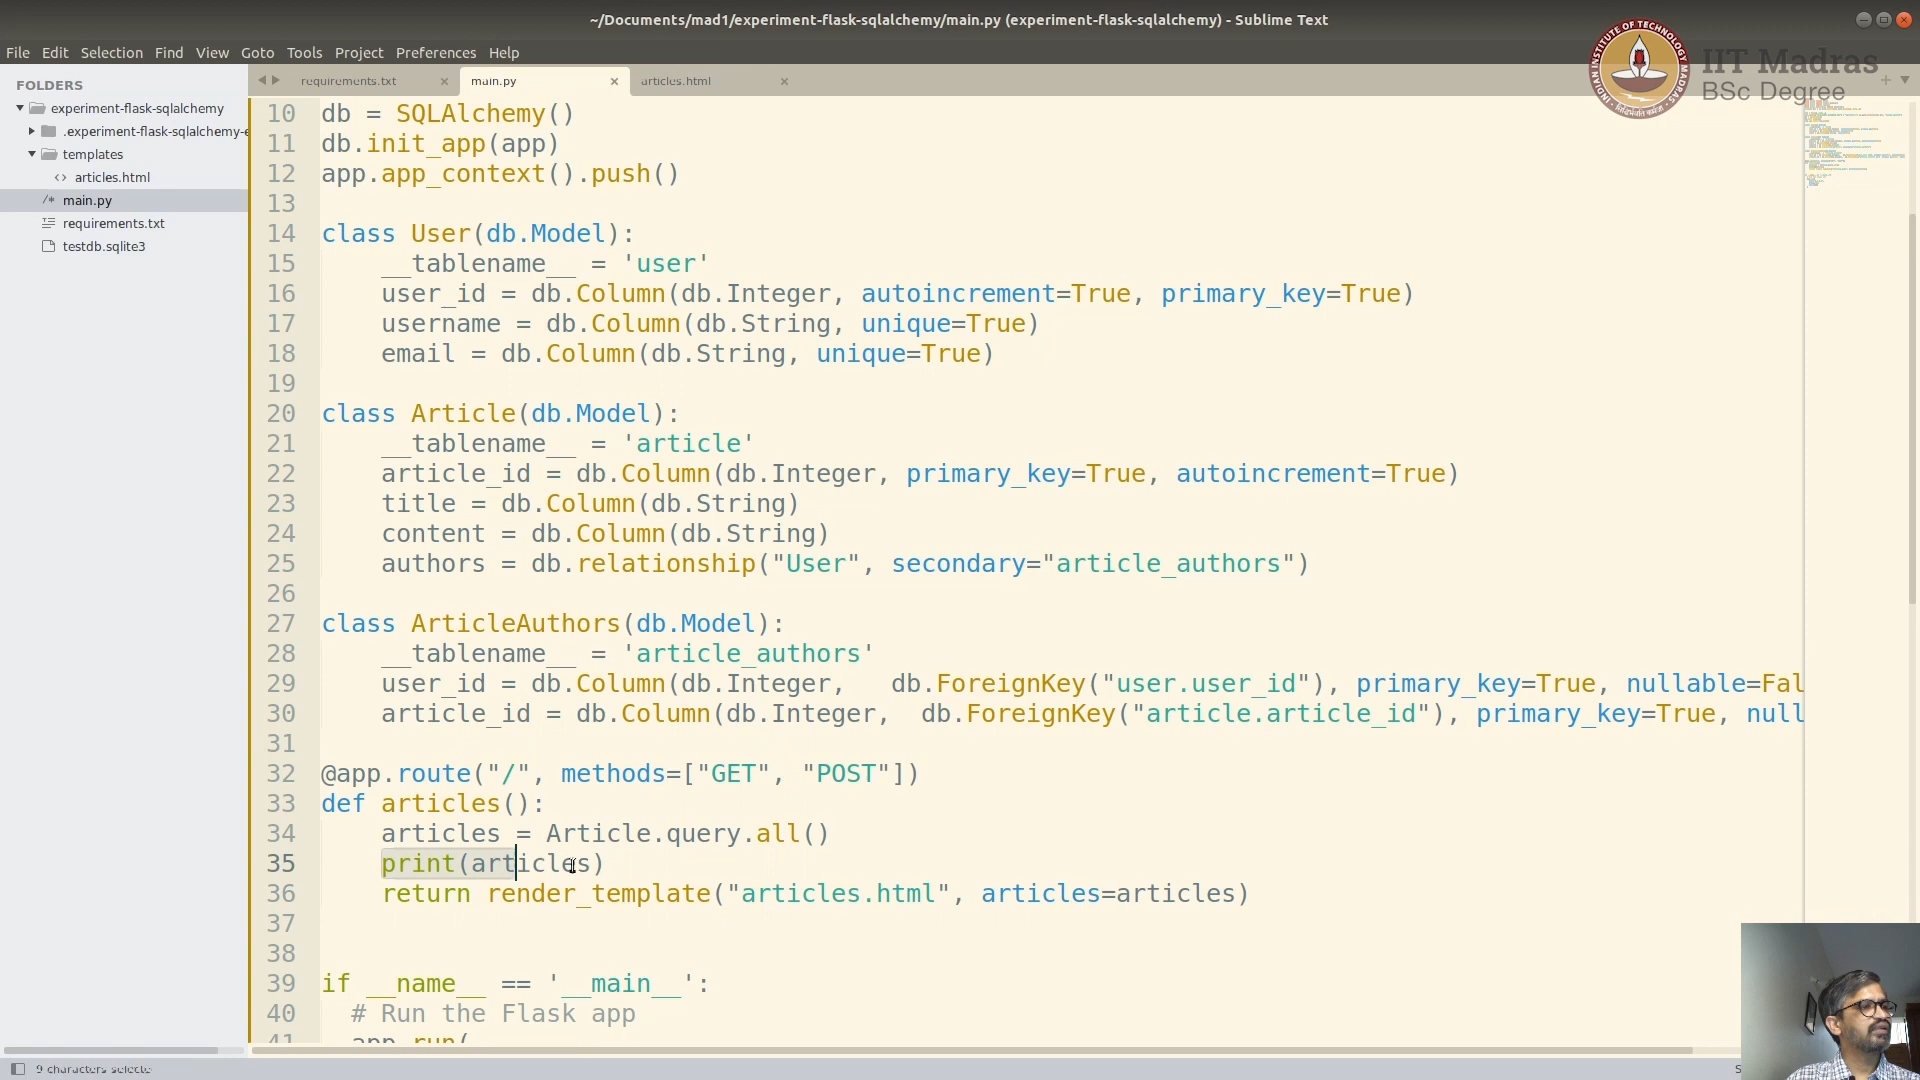 ~/Documents/mad1/experiment-flask-sqlalchemy/main.py (experiment-flask-sqlalchemy) - Sublime Text
File Edit Selection Find View Goto Tools Project Preferences Help
IIT Madras
BSc Degree
FOLDERS
experiment-flask-sqlalchemy
.experiment-flask-sqlalchemy-e
templates
articles.html
main.py
requirements.txt
testdb.sqlite3
requirements.txt main.py articles.html
10 db = SQLAlchemy()
11 db.init_app(app)
12 app.app_context().push()
13
14 class User(db.Model):
15     __tablename__ = 'user'
16     user_id = db.Column(db.Integer, autoincrement=True, primary_key=True)
17     username = db.Column(db.String, unique=True)
18     email = db.Column(db.String, unique=True)
19
20 class Article(db.Model):
21     __tablename__ = 'article'
22     article_id = db.Column(db.Integer, primary_key=True, autoincrement=True)
23     title = db.Column(db.String)
24     content = db.Column(db.String)
25     authors = db.relationship("User", secondary="article_authors")
26
27 class ArticleAuthors(db.Model):
28     __tablename__ = 'article_authors'
29     user_id = db.Column(db.Integer,   db.ForeignKey("user.user_id"), primary_key=True, nullable=Fal
30     article_id = db.Column(db.Integer,  db.ForeignKey("article.article_id"), primary_key=True, null
31
32 @app.route("/", methods=["GET", "POST"])
33 def articles():
34     articles = Article.query.all()
35     print(articles)
36     return render_template("articles.html", articles=articles)
37
38
39 if __name__ == '__main__':
40   # Run the Flask app
41   app.run(
9 characters selecte